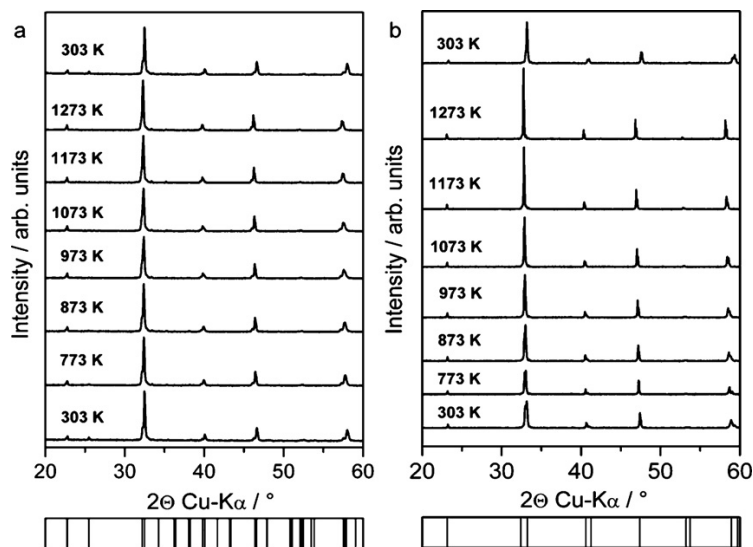 a
303 K
1273 K
1173 K
1073 K
973 K
873 K
773 K
303 K
Intensity / arb. units
20 30 40 50 60
2Θ Cu-Kα / °
b
303 K
1273 K
1173 K
1073 K
973 K
873 K
773 K
303 K
Intensity / arb. units
20 30 40 50 60
2Θ Cu-Kα / °